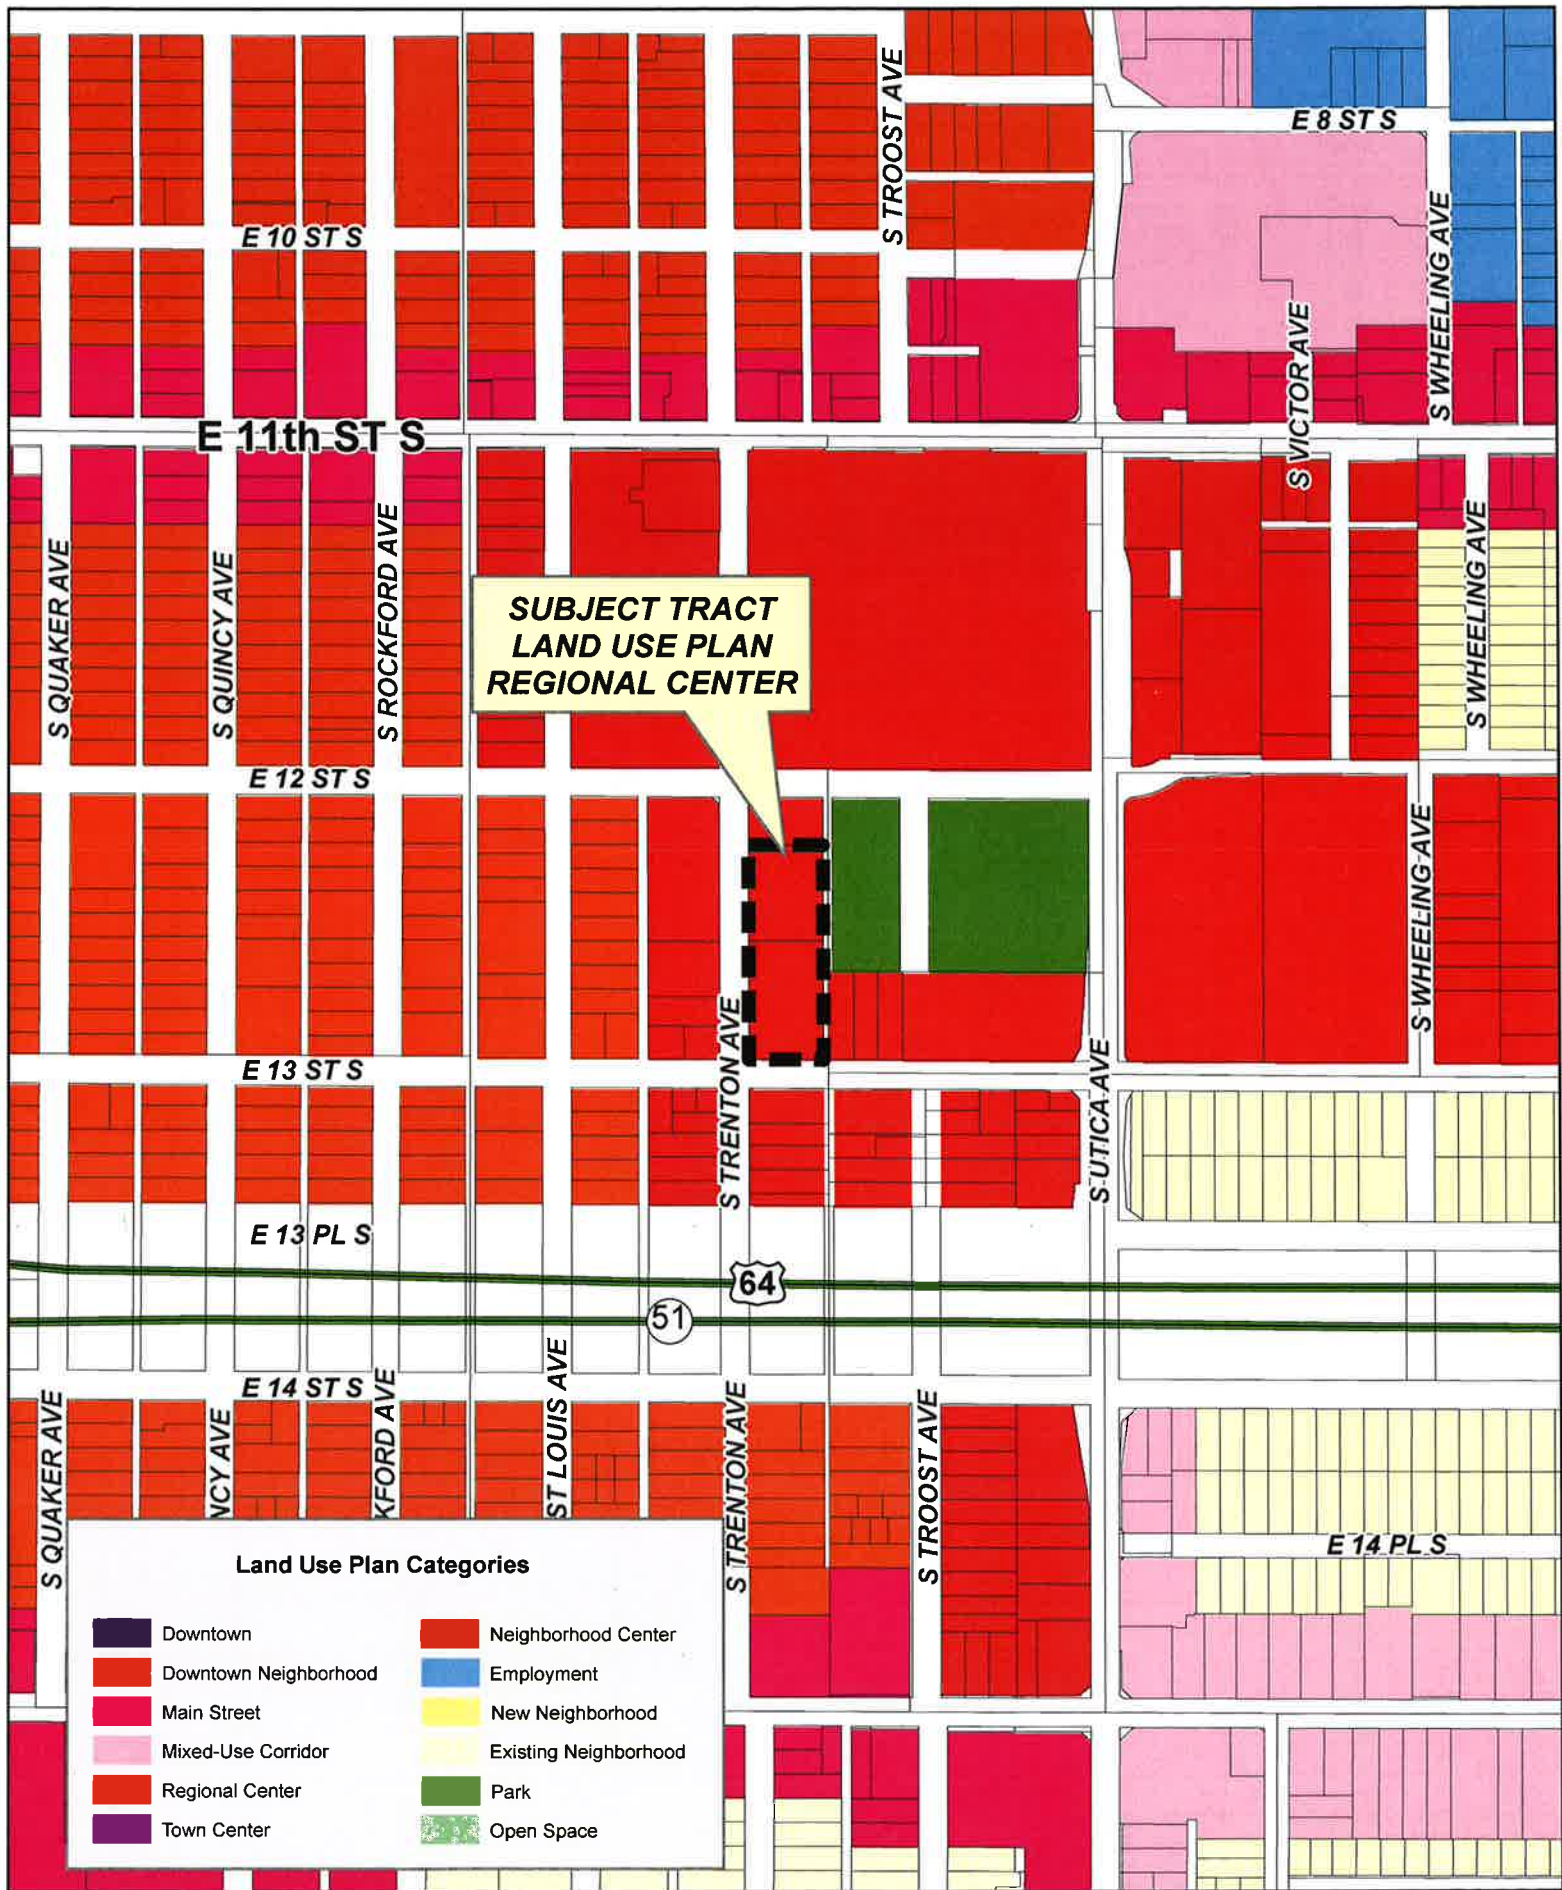 S TROOST AVE
E 8 ST S
E 10 ST S
S WHEELING AVE
S VICTOR AVE
E 11th ST S
S QUAKER AVE
S QUINCY AVE
S ROCKFORD AVE
S WHEELING AVE
SUBJECT TRACT
LAND USE PLAN
REGIONAL CENTER
E 12 ST S
S WHEELING AVE
E 13 ST S
S TRENTON AVE
S UTICA AVE
E 13 PL S
64
51
E 14 ST S
S QUAKER AVE
NCY AVE
KFORD AVE
ST LOUIS AVE
S TRENTON AVE
S TROOST AVE
E 14 PL S
Land Use Plan Categories
Downtown
Downtown Neighborhood
Main Street
Mixed-Use Corridor
Regional Center
Town Center
Neighborhood Center
Employment
New Neighborhood
Existing Neighborhood
Park
Open Space